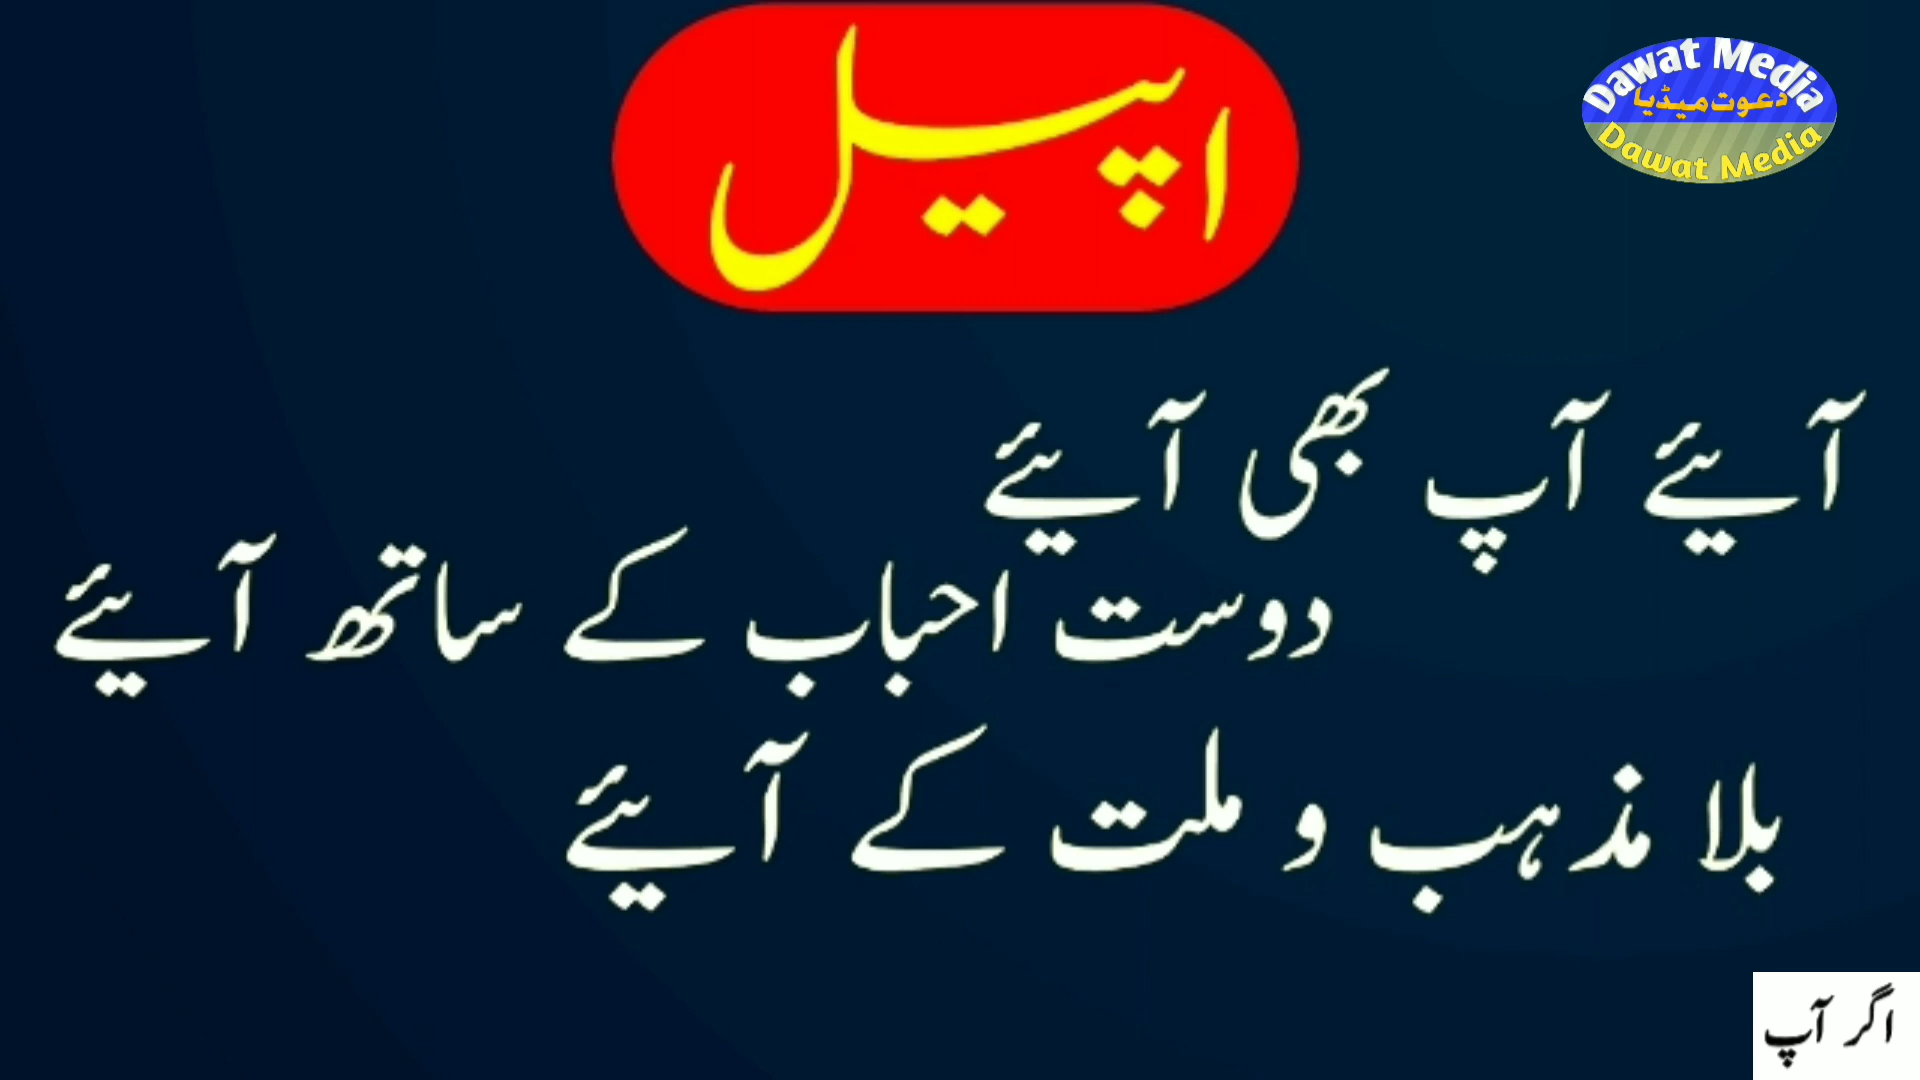 اپیل
Dawat Media
دعوت میڈیا
Dawat Media
آیئے آپ بھی آیئے
دوست احباب کے ساتھ آیئے
بلا مذہب و ملت کے آیئے
اگر آپ